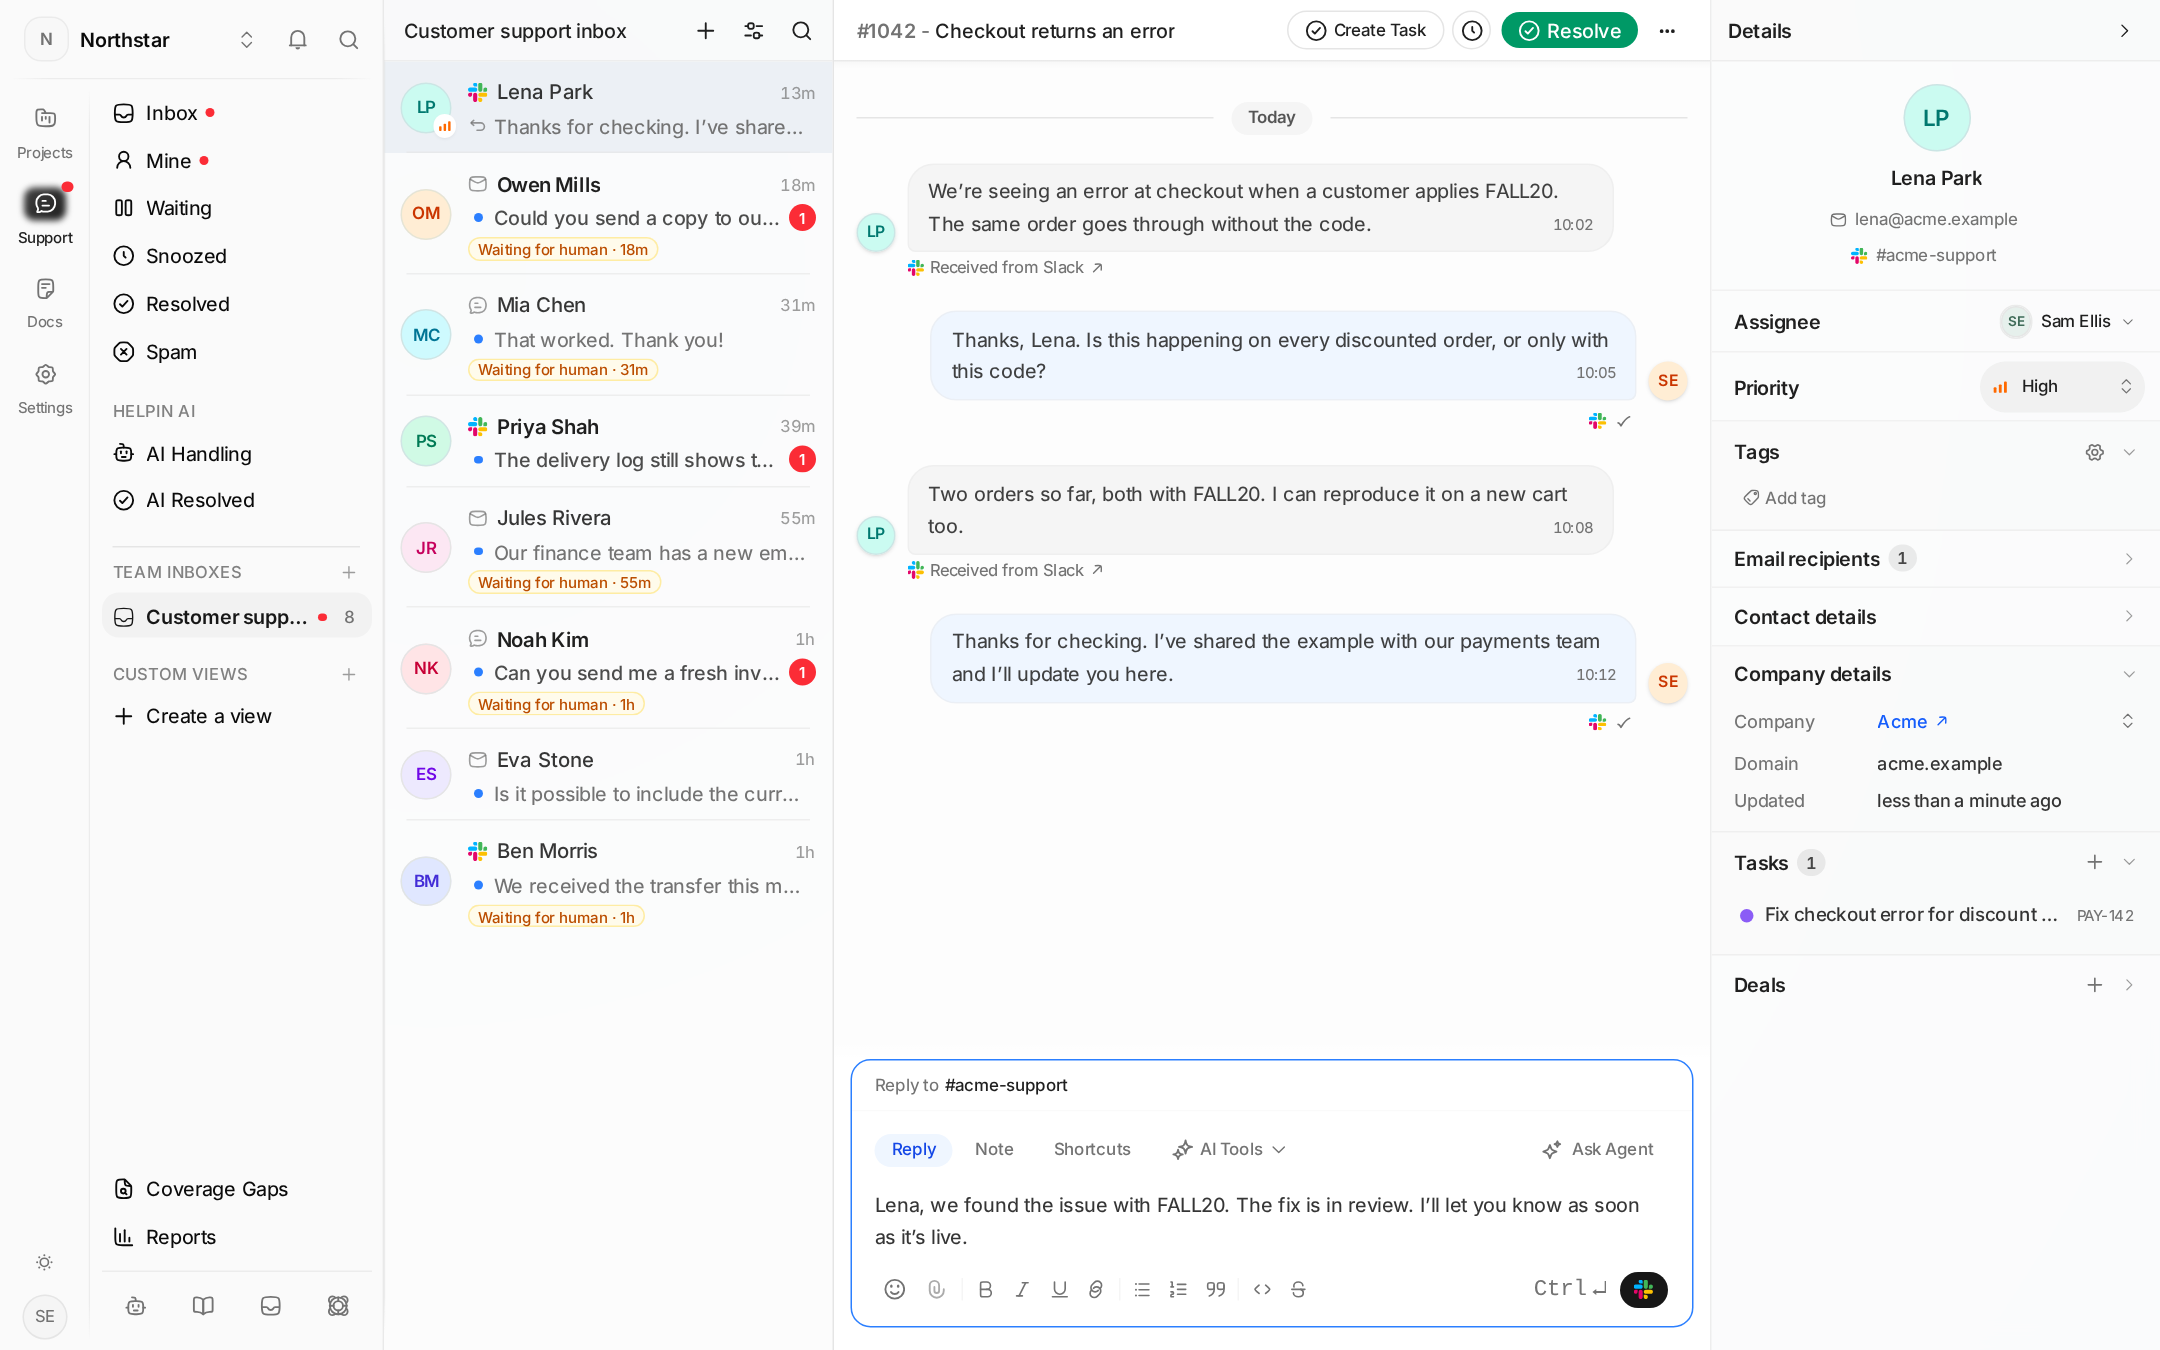 N Northstar
Projects
Support
Docs
Settings
SE
Inbox
Mine
Waiting
Snoozed
Resolved
Spam
HELPIN AI
AI Handling
AI Resolved
TEAM INBOXES
Customer supp... 8
CUSTOM VIEWS
Create a view
Coverage Gaps
Reports
Customer support inbox
LP Lena Park 13m
Thanks for checking. I’ve share...
OM Owen Mills 18m
Could you send a copy to ou... 1
Waiting for human · 18m
MC Mia Chen 31m
That worked. Thank you!
Waiting for human · 31m
PS Priya Shah 39m
The delivery log still shows t... 1
JR Jules Rivera 55m
Our finance team has a new em...
Waiting for human · 55m
NK Noah Kim 1h
Can you send me a fresh inv... 1
Waiting for human · 1h
ES Eva Stone 1h
Is it possible to include the curr...
BM Ben Morris 1h
We received the transfer this m...
Waiting for human · 1h
#1042 - Checkout returns an error
Create Task
Resolve
Today
We’re seeing an error at checkout when a customer applies FALL20.
The same order goes through without the code. 10:02
LP
Received from Slack
Thanks, Lena. Is this happening on every discounted order, or only with
this code? 10:05
SE
Two orders so far, both with FALL20. I can reproduce it on a new cart
too. 10:08
LP
Received from Slack
Thanks for checking. I’ve shared the example with our payments team
and I’ll update you here. 10:12
SE
Reply to #acme-support
Reply Note Shortcuts AI Tools Ask Agent
Lena, we found the issue with FALL20. The fix is in review. I’ll let you know as soon
as it’s live.
Ctrl
Details
LP
Lena Park
lena@acme.example
#acme-support
Assignee SE Sam Ellis
Priority High
Tags
Add tag
Email recipients 1
Contact details
Company details
Company Acme
Domain acme.example
Updated less than a minute ago
Tasks 1
Fix checkout error for discount ... PAY-142
Deals